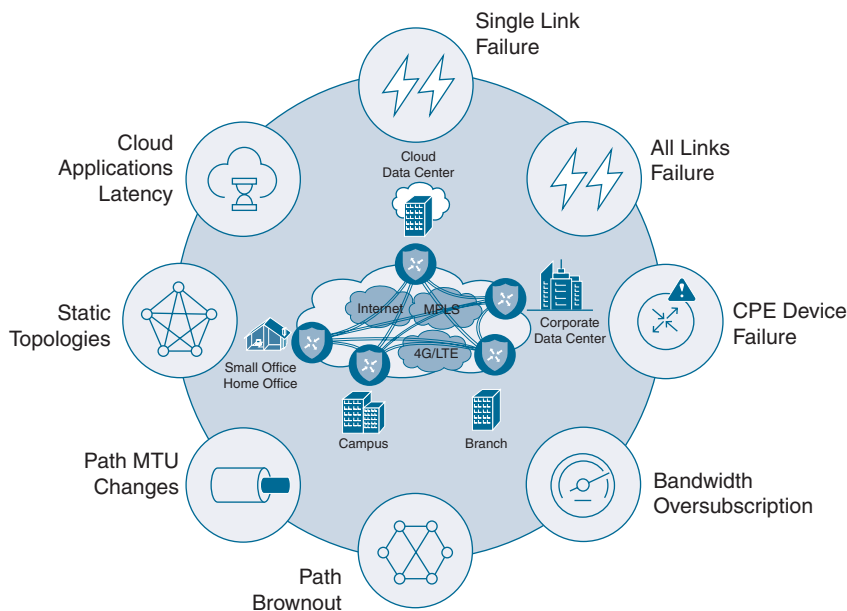 Single Link
Failure
Cloud
Applications
Latency
All Links
Failure
Cloud
Data Center
Static
Topologies
Internet
MPLS
Corporate
Data Center
CPE Device
Failure
Small Office
Home Office
4G/LTE
Campus
Branch
Path MTU
Changes
Bandwidth
Oversubscription
Path
Brownout